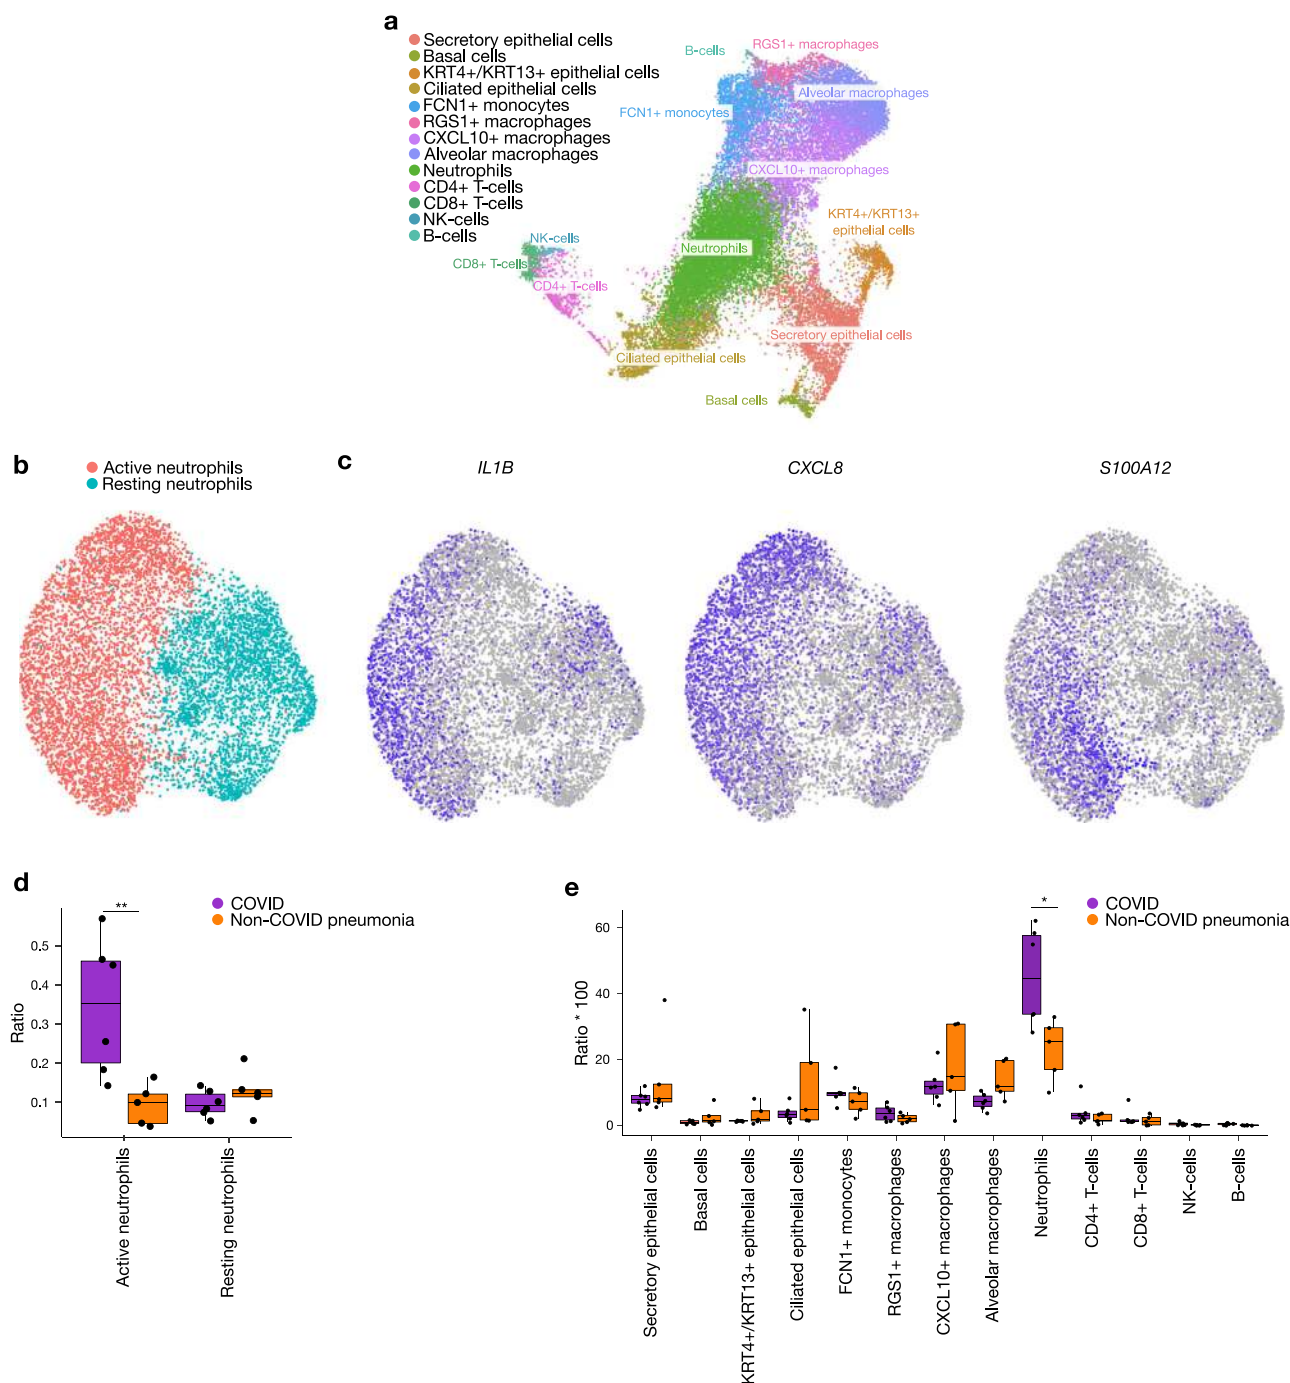 a
Secretory epithelial cells
Basal cells
KRT4+/KRT13+ epithelial cells
Ciliated epithelial cells
FCN1+ monocytes
RGS1+ macrophages
CXCL10+ macrophages
Alveolar macrophages
Neutrophils
CD4+ T-cells
CD8+ T-cells
NK-cells
B-cells
B-cells
RGS1+ macrophages
Alveolar macrophages
FCN1+ monocytes
CXCL10+ macrophages
KRT4+/KRT13+
epithelial cells
NK-cells
Neutrophils
CD8+ T-cells
CD4+ T-cells
Secretory epithelial cells
Ciliated epithelial cells
Basal cells
b
Active neutrophils
Resting neutrophils
c
IL1B
CXCL8
S100A12
d
COVID
Non-COVID pneumonia
**
Ratio
0.5
0.4
0.3
0.2
0.1
Active neutrophils
Resting neutrophils
e
COVID
Non-COVID pneumonia
*
Ratio * 100
60
40
20
0
Secretory epithelial cells
Basal cells
KRT4+/KRT13+ epithelial cells
Ciliated epithelial cells
FCN1+ monocytes
RGS1+ macrophages
CXCL10+ macrophages
Alveolar macrophages
Neutrophils
CD4+ T-cells
CD8+ T-cells
NK-cells
B-cells